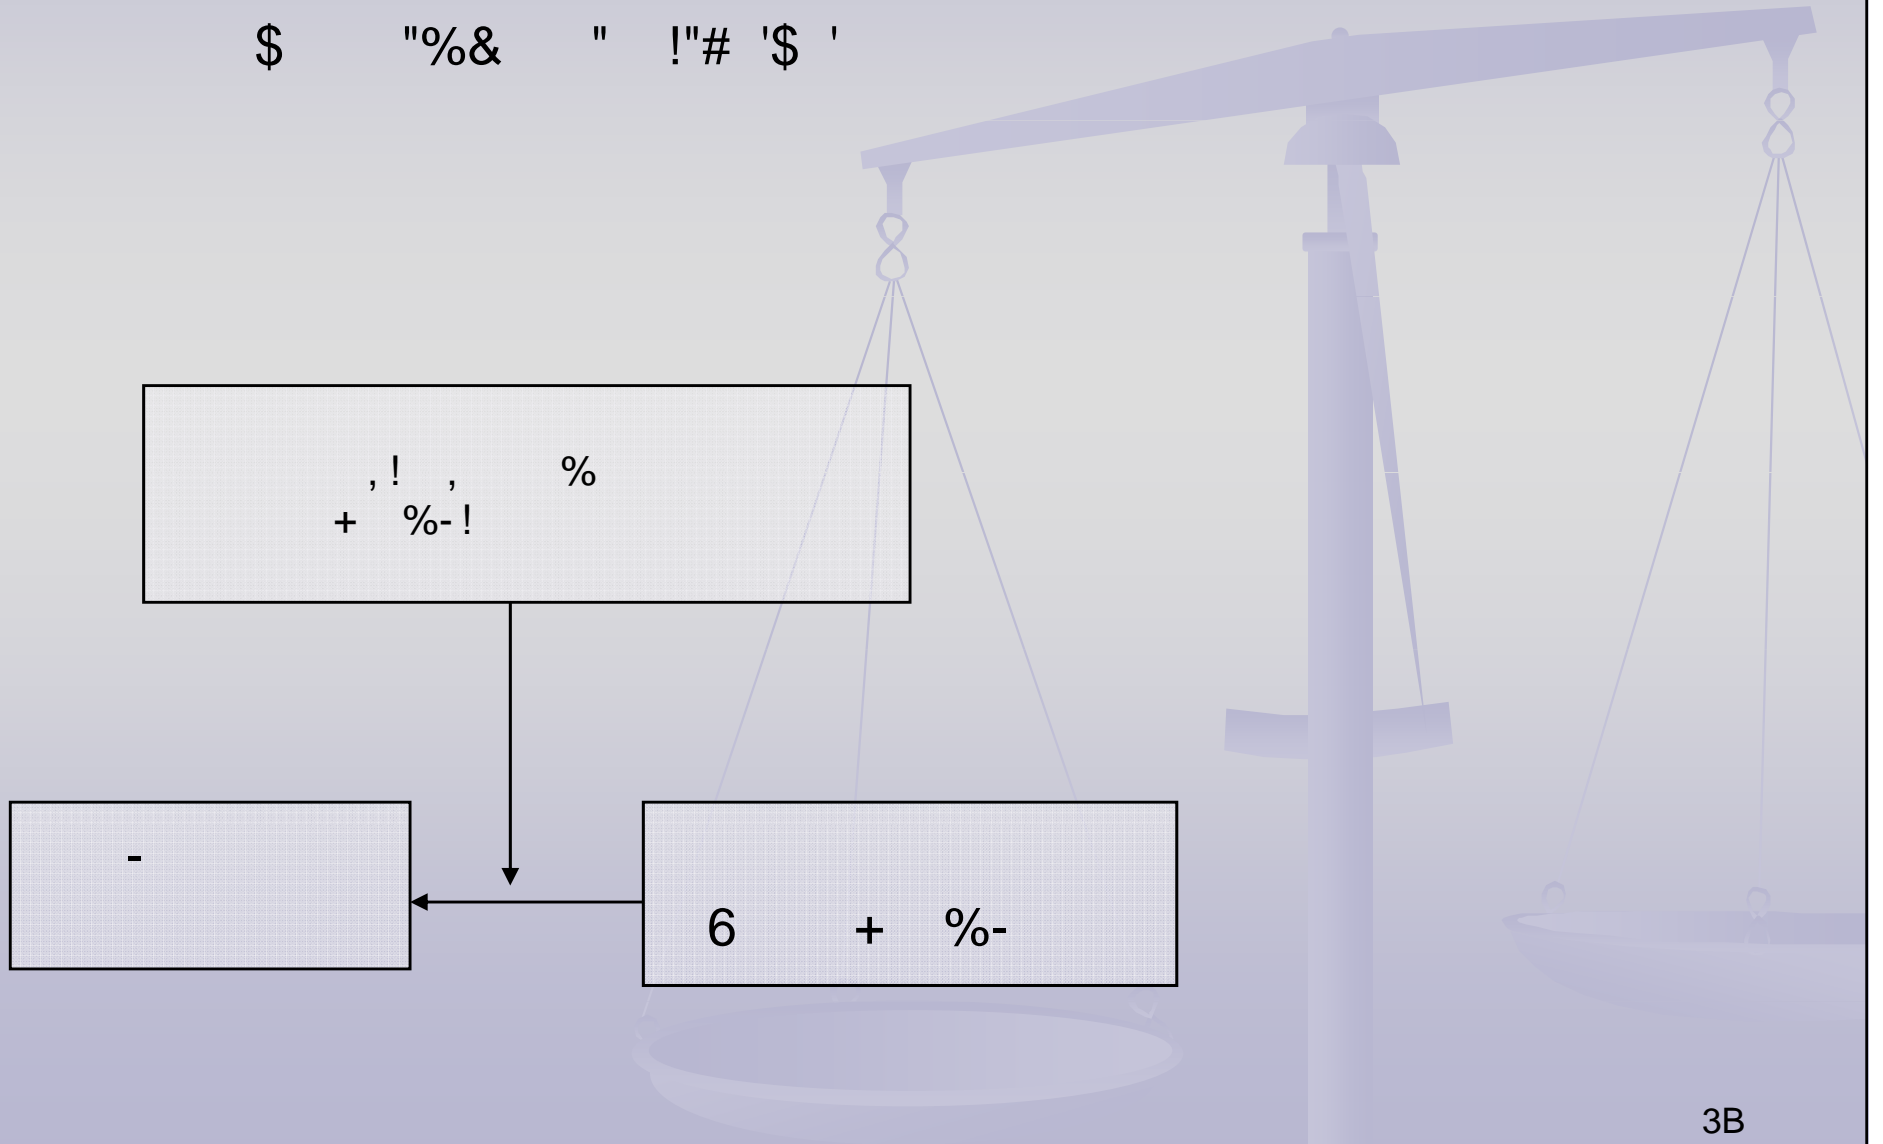 $ "%& " !"# '$ '
, ! , %
+ %- !
-
6 + %-
3B